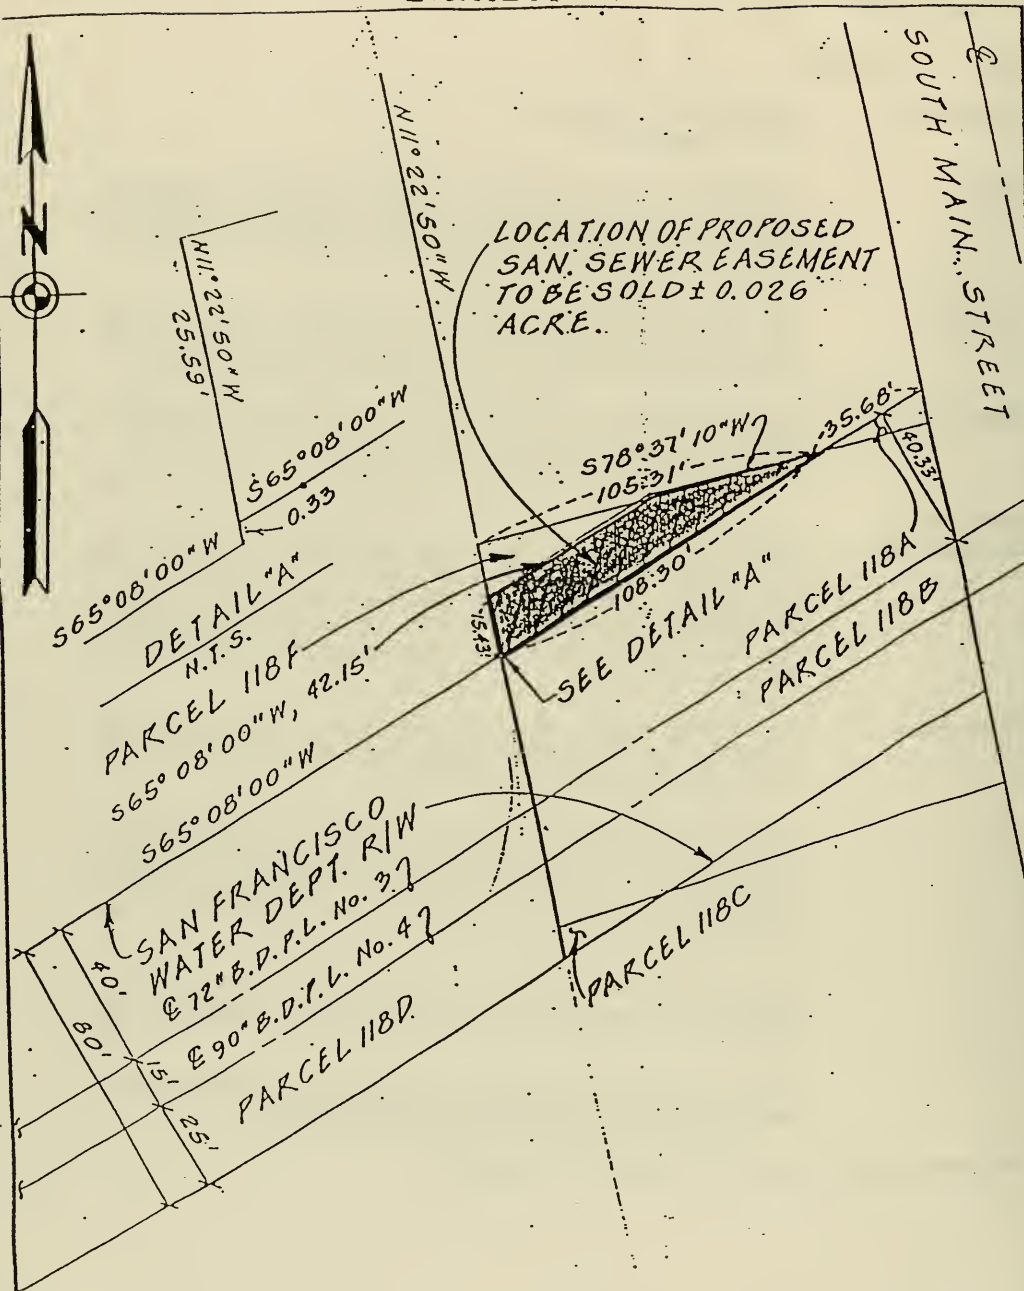 N
N11°22'50"W
25.59'
S65°08'00"W
0.33
S65°08'00"W
DETAIL "A"
N.T.S.
N11°22'50"W
LOCATION OF PROPOSED
SAN. SEWER EASEMENT
TO BE SOLD ± 0.026
ACRE.
SOUTH MAIN STREET
℄
S78°37'10"W
105.31'
35.68'
40.33'
108.30'
15.43'
SEE DETAIL "A"
PARCEL 118A
PARCEL 118B
PARCEL 118F
S65°08'00"W, 42.15'
S65°08'00"W
SAN FRANCISCO
WATER DEPT. R/W
℄ 72" B.D.P.L. No. 3
℄ 90" B.D.P.L. No. 4
PARCEL 118C
PARCEL 118D
40'
80'
15'
25'